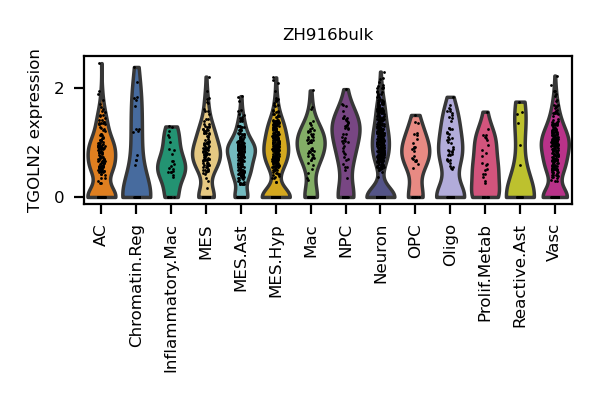 ZH916bulk
TGOLN2 expression
2
0
AC
Chromatin.Reg
Inflammatory.Mac
MES
MES.Ast
MES.Hyp
Mac
NPC
Neuron
OPC
Oligo
Prolif.Metab
Reactive.Ast
Vasc